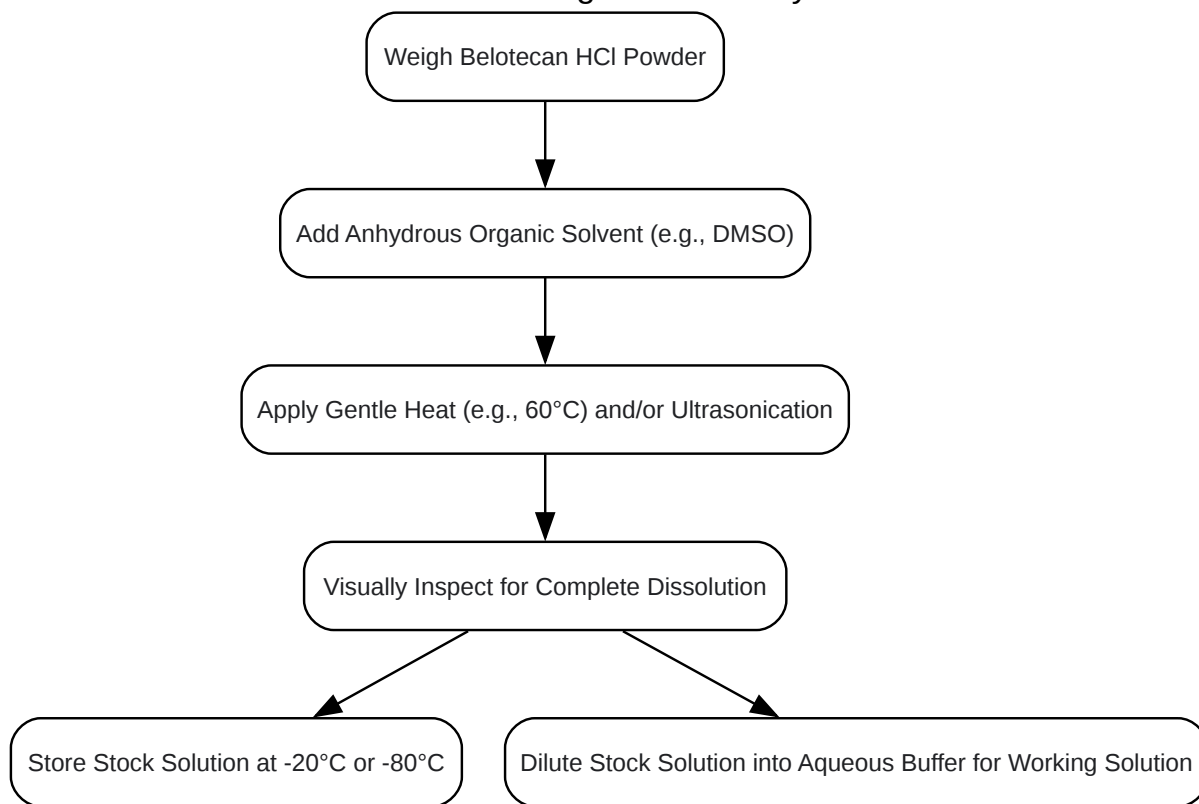 Weigh Belotecan HCl Powder
Add Anhydrous Organic Solvent (e.g., DMSO)
Apply Gentle Heat (e.g., 60°C) and/or Ultrasonication
Visually Inspect for Complete Dissolution
Store Stock Solution at -20°C or -80°C
Dilute Stock Solution into Aqueous Buffer for Working Solution